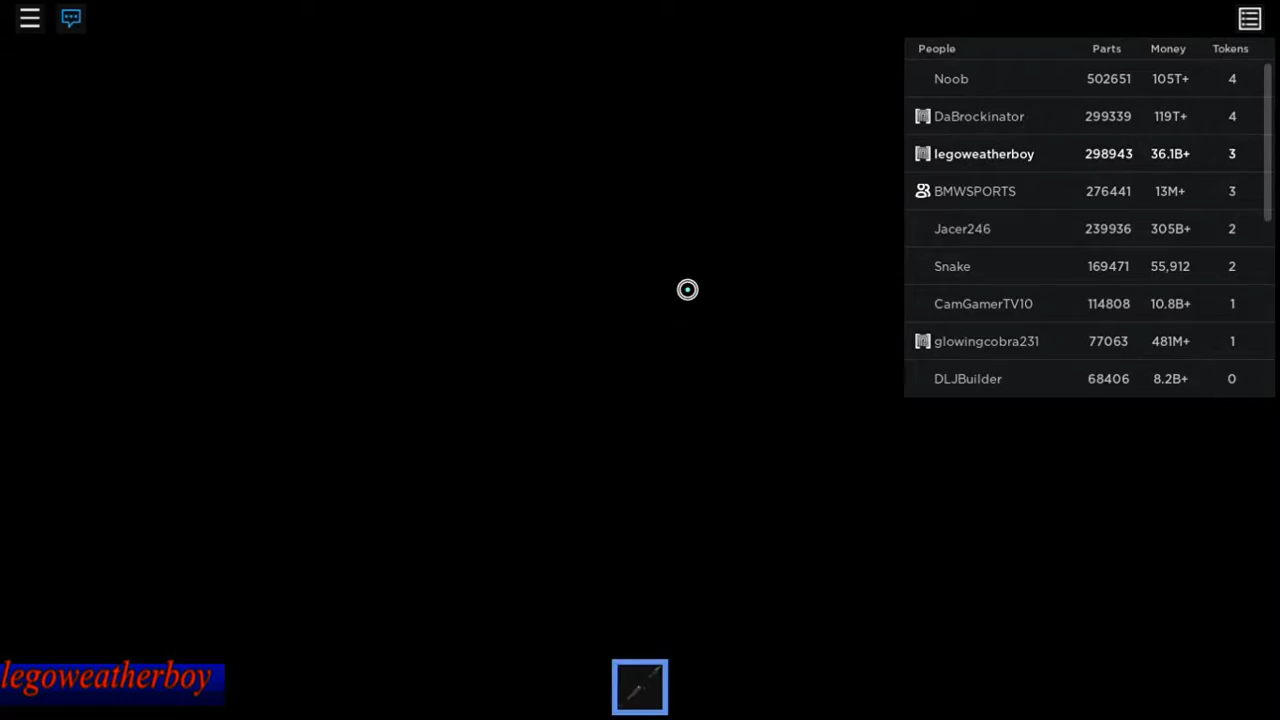 People Parts Money Tokens
Noob 502651 105T+ 4
DaBrockinator 299339 119T+ 4
legoweatherboy 298943 36.1B+ 3
BMWSPORTS 276441 13M+ 3
Jacer246 239936 305B+ 2
Snake 169471 55,912 2
CamGamerTV10 114808 10.8B+ 1
glowingcobra231 77063 481M+ 1
DLJBuilder 68406 8.2B+ 0
legoweatherboy